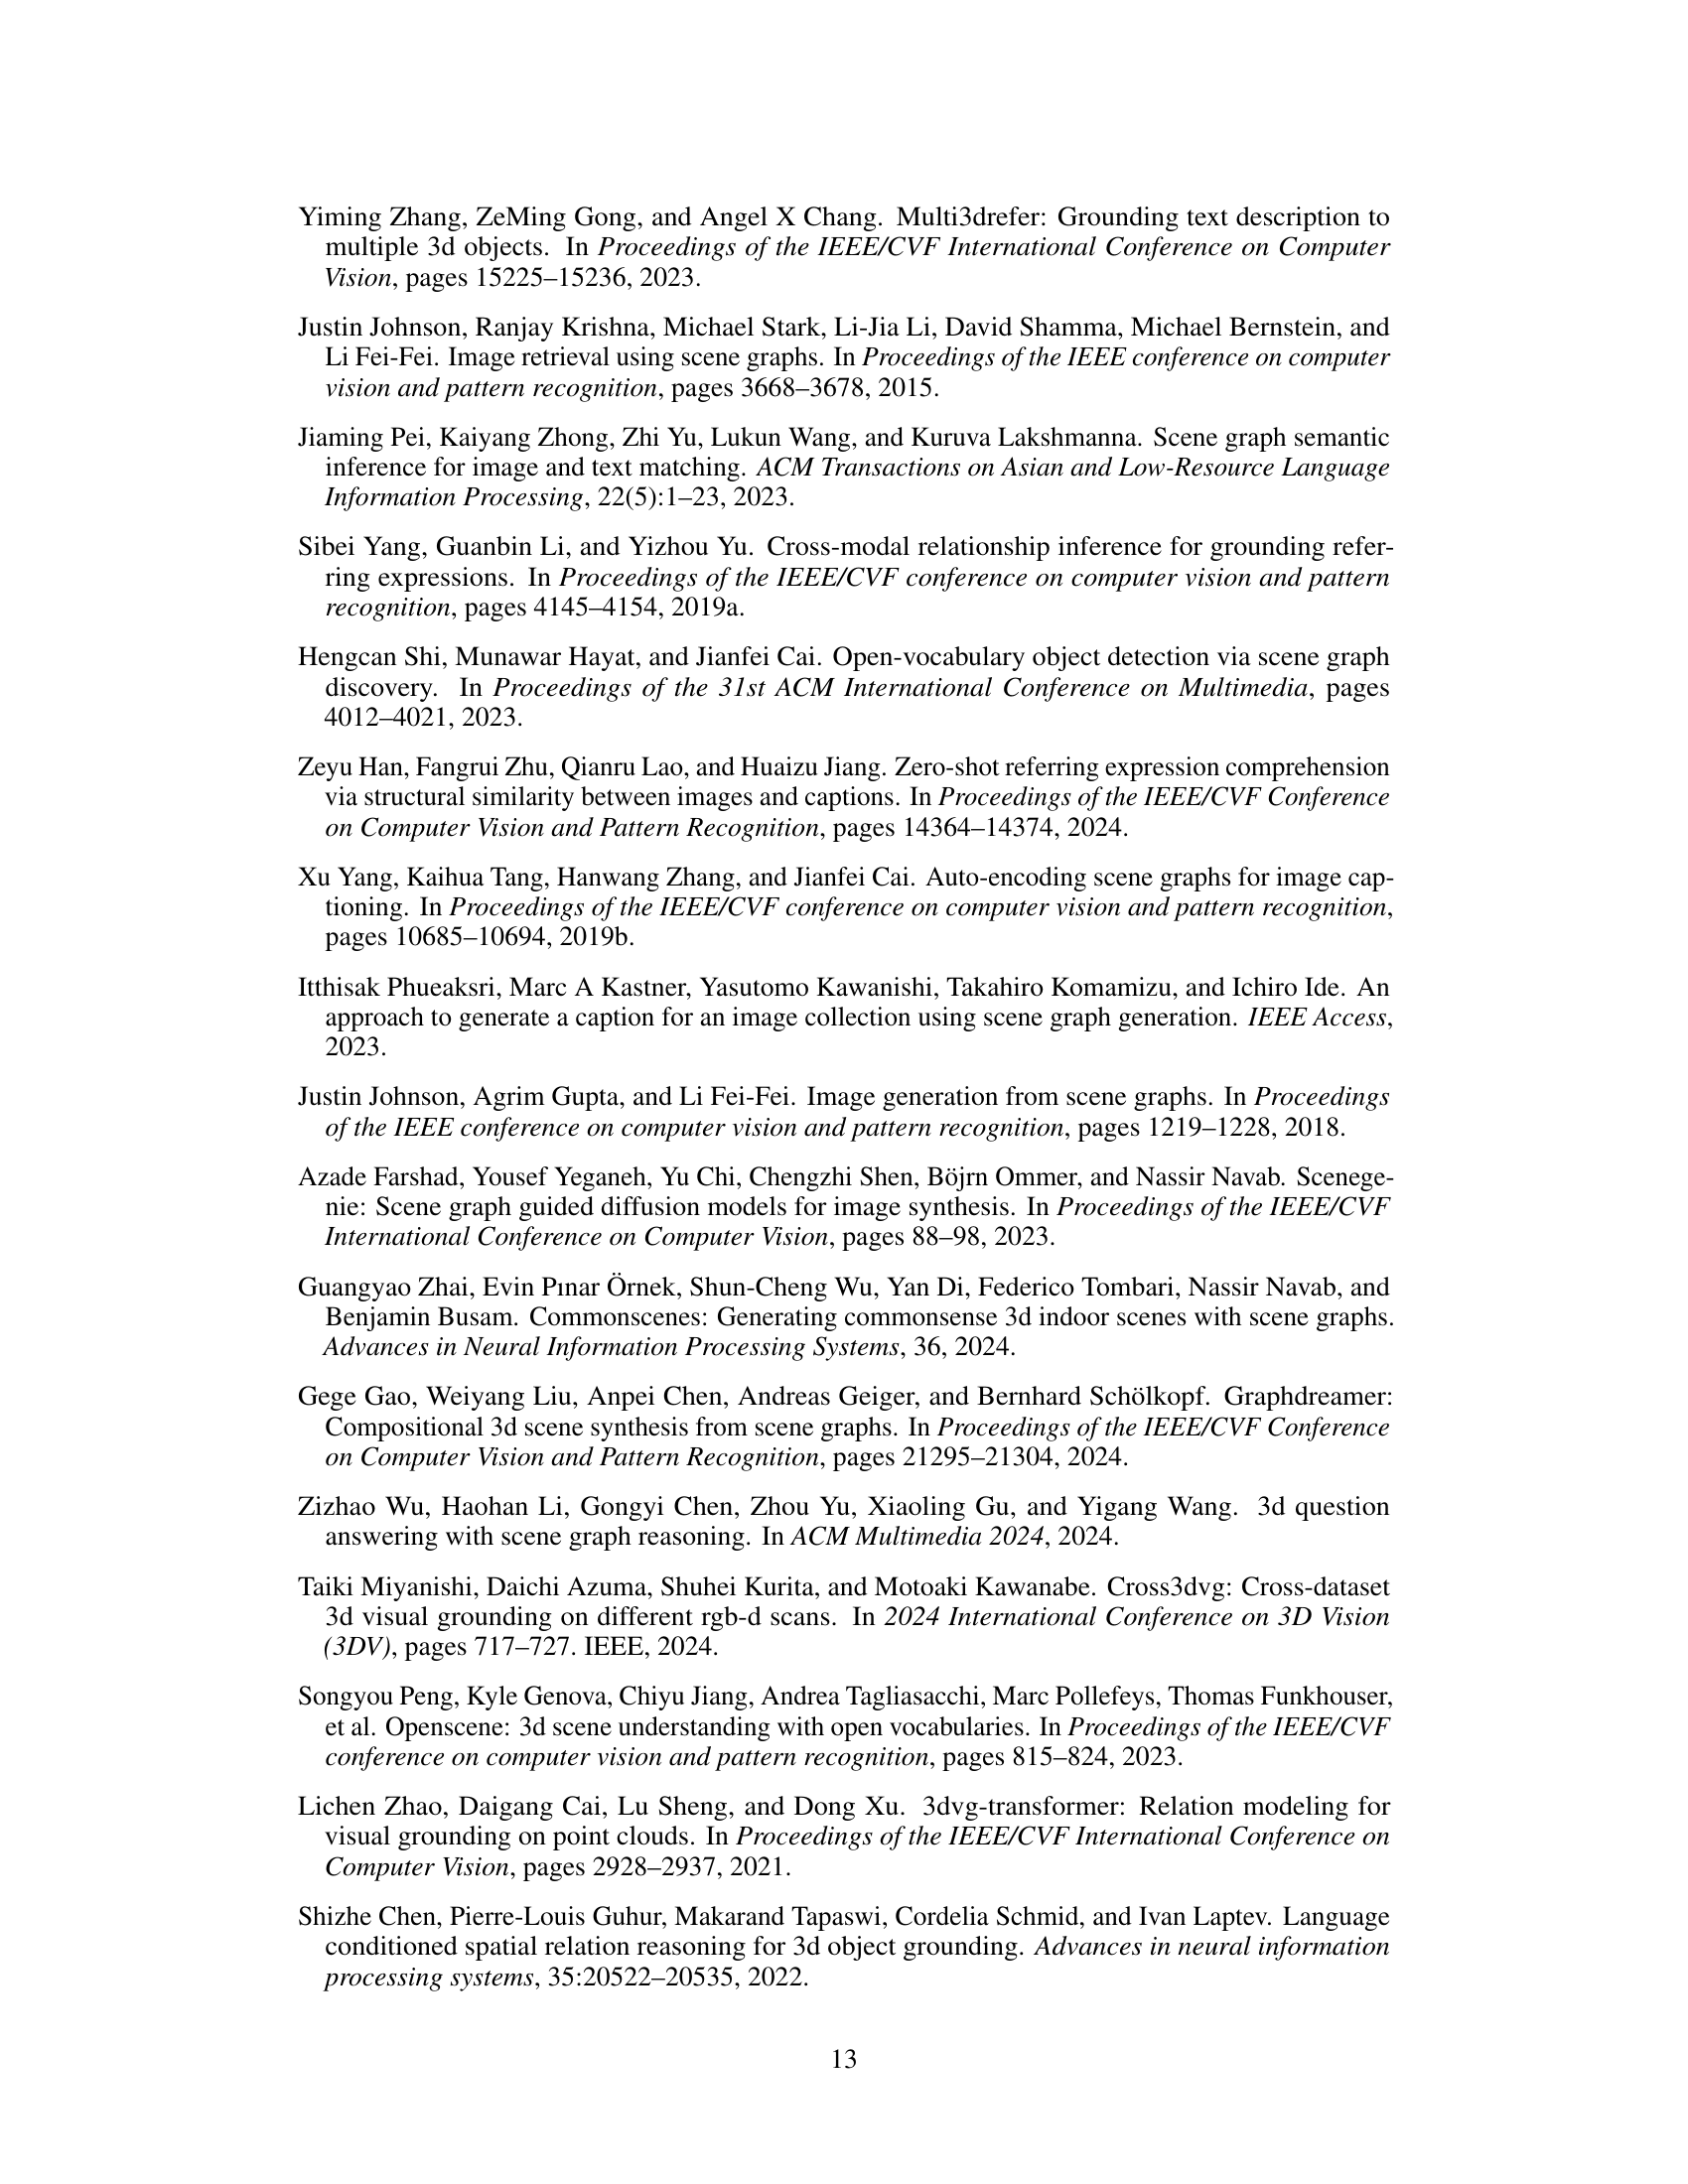 Yiming Zhang, ZeMing Gong, and Angel X Chang. Multi3drefer: Grounding text description to
multiple 3d objects. In Proceedings of the IEEE/CVF International Conference on Computer
Vision, pages 15225–15236, 2023.
Justin Johnson, Ranjay Krishna, Michael Stark, Li-Jia Li, David Shamma, Michael Bernstein, and
Li Fei-Fei. Image retrieval using scene graphs. In Proceedings of the IEEE conference on computer
vision and pattern recognition, pages 3668–3678, 2015.
Jiaming Pei, Kaiyang Zhong, Zhi Yu, Lukun Wang, and Kuruva Lakshmanna. Scene graph semantic
inference for image and text matching. ACM Transactions on Asian and Low-Resource Language
Information Processing, 22(5):1–23, 2023.
Sibei Yang, Guanbin Li, and Yizhou Yu. Cross-modal relationship inference for grounding refer-
ring expressions. In Proceedings of the IEEE/CVF conference on computer vision and pattern
recognition, pages 4145–4154, 2019a.
Hengcan Shi, Munawar Hayat, and Jianfei Cai. Open-vocabulary object detection via scene graph
discovery. In Proceedings of the 31st ACM International Conference on Multimedia, pages
4012–4021, 2023.
Zeyu Han, Fangrui Zhu, Qianru Lao, and Huaizu Jiang. Zero-shot referring expression comprehension
via structural similarity between images and captions. In Proceedings of the IEEE/CVF Conference
on Computer Vision and Pattern Recognition, pages 14364–14374, 2024.
Xu Yang, Kaihua Tang, Hanwang Zhang, and Jianfei Cai. Auto-encoding scene graphs for image cap-
tioning. In Proceedings of the IEEE/CVF conference on computer vision and pattern recognition,
pages 10685–10694, 2019b.
Itthisak Phueaksri, Marc A Kastner, Yasutomo Kawanishi, Takahiro Komamizu, and Ichiro Ide. An
approach to generate a caption for an image collection using scene graph generation. IEEE Access,
2023.
Justin Johnson, Agrim Gupta, and Li Fei-Fei. Image generation from scene graphs. In Proceedings
of the IEEE conference on computer vision and pattern recognition, pages 1219–1228, 2018.
Azade Farshad, Yousef Yeganeh, Yu Chi, Chengzhi Shen, Böjrn Ommer, and Nassir Navab. Scenege-
nie: Scene graph guided diffusion models for image synthesis. In Proceedings of the IEEE/CVF
International Conference on Computer Vision, pages 88–98, 2023.
Guangyao Zhai, Evin Pınar Örnek, Shun-Cheng Wu, Yan Di, Federico Tombari, Nassir Navab, and
Benjamin Busam. Commonscenes: Generating commonsense 3d indoor scenes with scene graphs.
Advances in Neural Information Processing Systems, 36, 2024.
Gege Gao, Weiyang Liu, Anpei Chen, Andreas Geiger, and Bernhard Schölkopf. Graphdreamer:
Compositional 3d scene synthesis from scene graphs. In Proceedings of the IEEE/CVF Conference
on Computer Vision and Pattern Recognition, pages 21295–21304, 2024.
Zizhao Wu, Haohan Li, Gongyi Chen, Zhou Yu, Xiaoling Gu, and Yigang Wang. 3d question
answering with scene graph reasoning. In ACM Multimedia 2024, 2024.
Taiki Miyanishi, Daichi Azuma, Shuhei Kurita, and Motoaki Kawanabe. Cross3dvg: Cross-dataset
3d visual grounding on different rgb-d scans. In 2024 International Conference on 3D Vision
(3DV), pages 717–727. IEEE, 2024.
Songyou Peng, Kyle Genova, Chiyu Jiang, Andrea Tagliasacchi, Marc Pollefeys, Thomas Funkhouser,
et al. Openscene: 3d scene understanding with open vocabularies. In Proceedings of the IEEE/CVF
conference on computer vision and pattern recognition, pages 815–824, 2023.
Lichen Zhao, Daigang Cai, Lu Sheng, and Dong Xu. 3dvg-transformer: Relation modeling for
visual grounding on point clouds. In Proceedings of the IEEE/CVF International Conference on
Computer Vision, pages 2928–2937, 2021.
Shizhe Chen, Pierre-Louis Guhur, Makarand Tapaswi, Cordelia Schmid, and Ivan Laptev. Language
conditioned spatial relation reasoning for 3d object grounding. Advances in neural information
processing systems, 35:20522–20535, 2022.
13